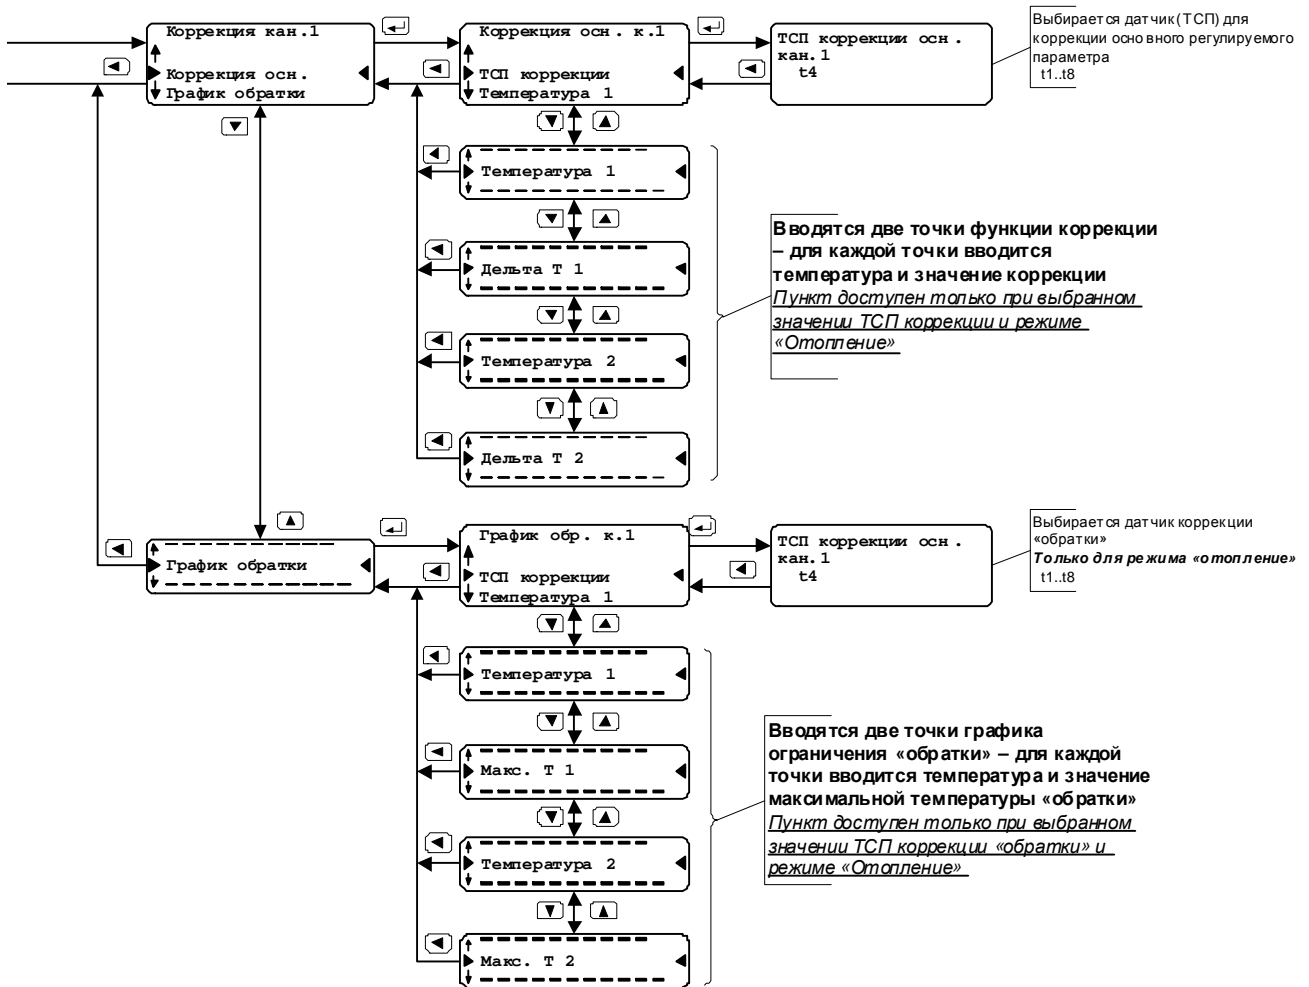 Коррекция кан.1
Коррекция осн.
График обратки
Коррекция осн. к.1
ТСП коррекции
Температура 1
ТСП коррекции осн.
кан.1
t4
Выбирается датчик (ТСП) для
коррекции основного регулируемого
параметра
t1..t8
Температура 1
Дельта Т 1
Температура 2
Дельта Т 2
Вводятся две точки функции коррекции
– для каждой точки вводится
температура и значение коррекции
Пункт доступен только при выбранном
значении ТСП коррекции и режиме
«Отопление»
График обратки
График обр. к.1
ТСП коррекции
Температура 1
ТСП коррекции осн.
кан.1
t4
Выбирается датчик коррекции
«обратки»
Только для режима «отопление»
t1..t8
Температура 1
Макс. Т 1
Температура 2
Макс. Т 2
Вводятся две точки графика
ограничения «обратки» – для каждой
точки вводится температура и значение
максимальной температуры «обратки»
Пункт доступен только при выбранном
значении ТСП коррекции «обратки» и
режиме «Отопление»